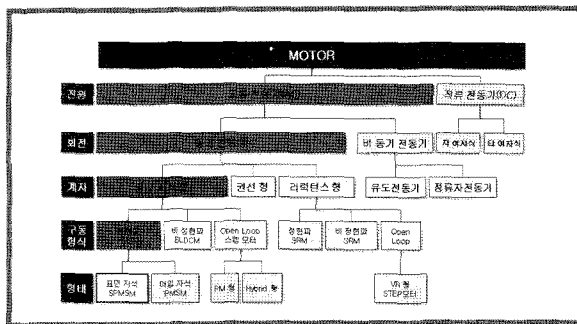 MOTOR
전원
직류 전동기(DC)
회전
비 동기 전동기
자 여자식
타 여자식
계자
권선 형
리럭턴스 형
유도전동기
정류자전동기
구동
형식
비 정현파
BLDCM
Open Loop
스텝 모터
정현파
SRM
비 정현파
SRM
Open
Loop
형태
표면 자석
SPMSM
매입 자석
IPMSM
PM 형
Hybrid 형
VR 형
STEP모터